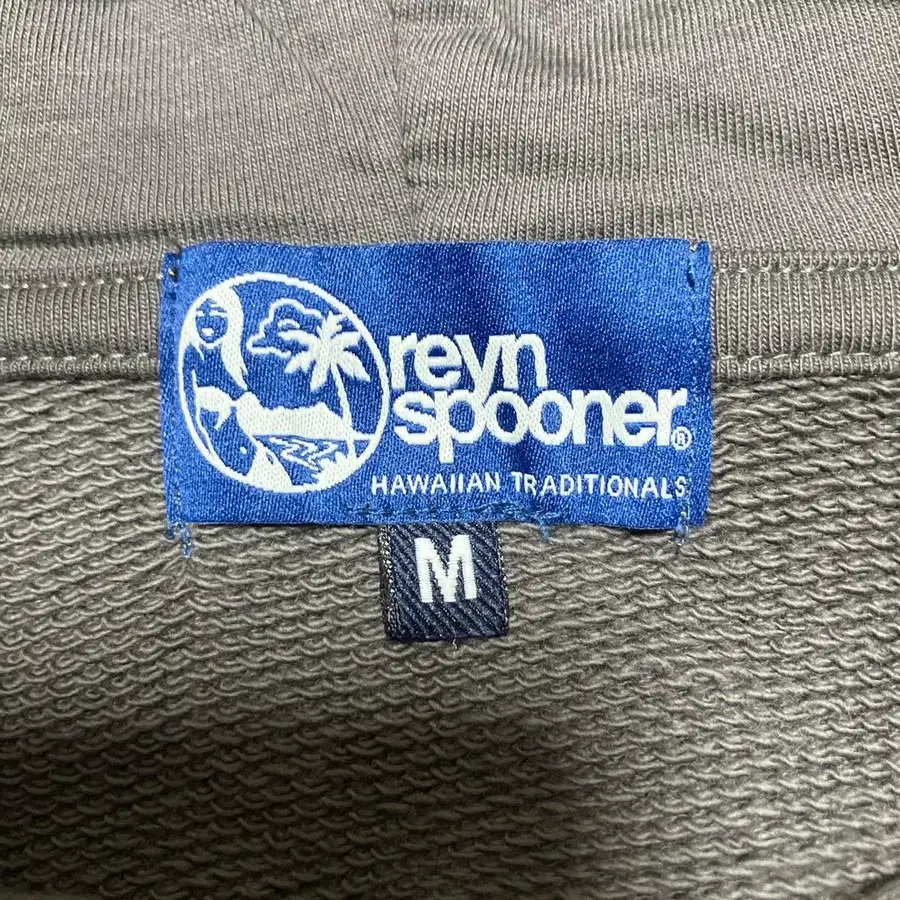 reyn
spooner®
HAWAIIAN TRADITIONALS
M